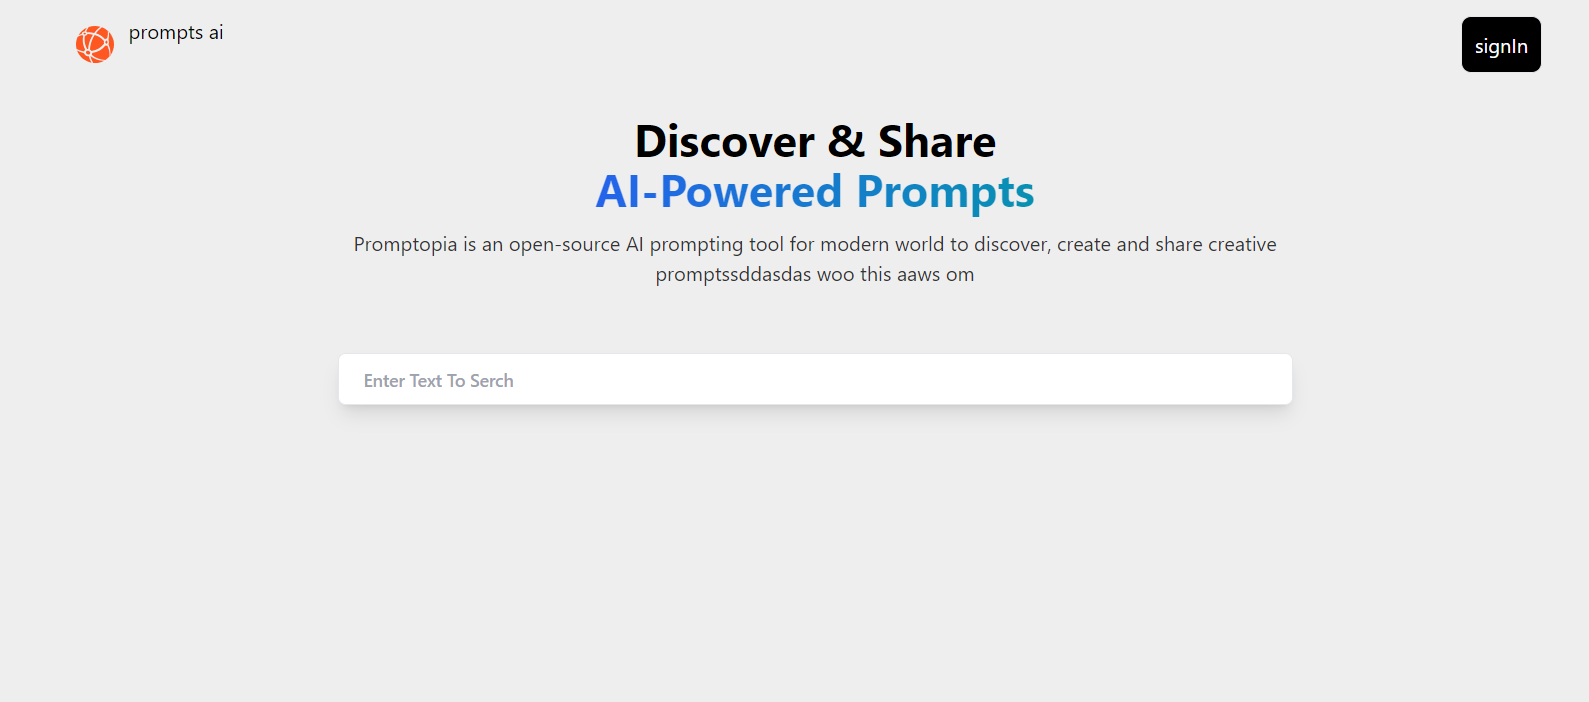 prompts ai
signIn
Discover & Share
AI-Powered Prompts
Promptopia is an open-source AI prompting tool for modern world to discover, create and share creative
promptssddasdas woo this aaws om
Enter Text To Serch